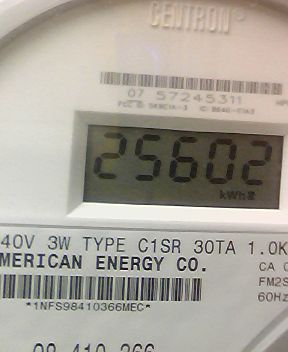 CENTRON®
07 57245311
25602
kWh
40V 3W TYPE C1SR 30TA 1.0K
MERICAN ENERGY CO.
CA
FM2S
60Hz
*1NFS98410366MEC*